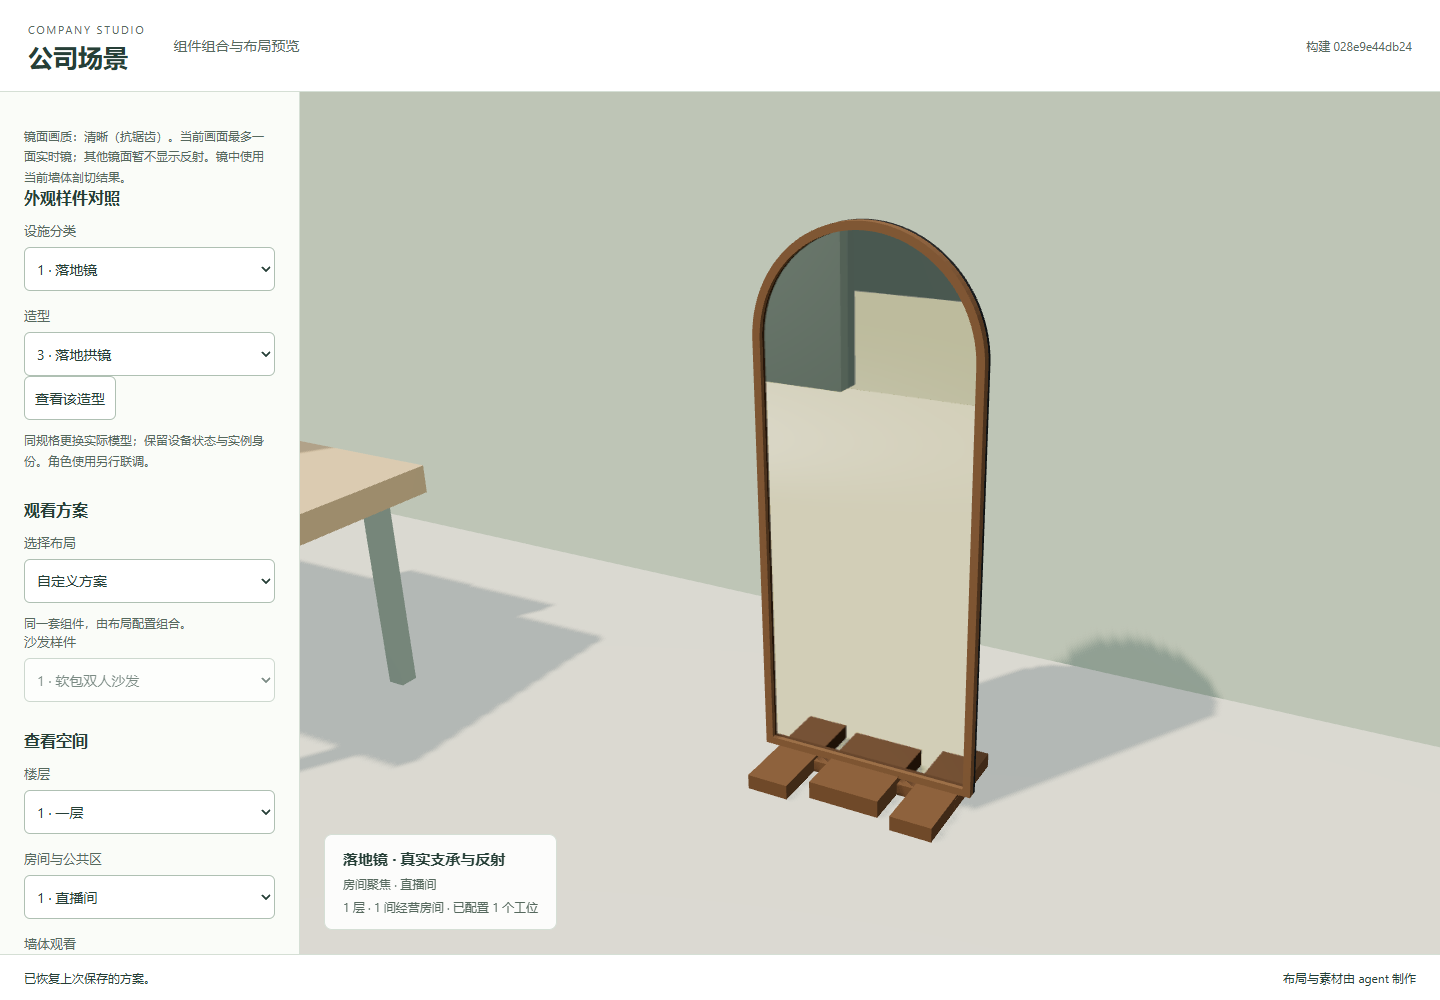 COMPANY STUDIO
公司场景
组件组合与布局预览
构建 028e9e44db24
镜面画质：清晰（抗锯齿）。当前画面最多一
面实时镜；其他镜面暂不显示反射。镜中使用
当前墙体剖切结果。
外观样件对照
设施分类
1 · 落地镜
造型
3 · 落地拱镜
查看该造型
同规格更换实际模型；保留设备状态与实例身
份。角色使用另行联调。
观看方案
选择布局
自定义方案
同一套组件，由布局配置组合。
沙发样件
1 · 软包双人沙发
查看空间
楼层
1 · 一层
房间与公共区
1 · 直播间
墙体观看
落地镜 · 真实支承与反射
房间聚焦 · 直播间
1 层 · 1 间经营房间 · 已配置 1 个工位
已恢复上次保存的方案。
布局与素材由 agent 制作